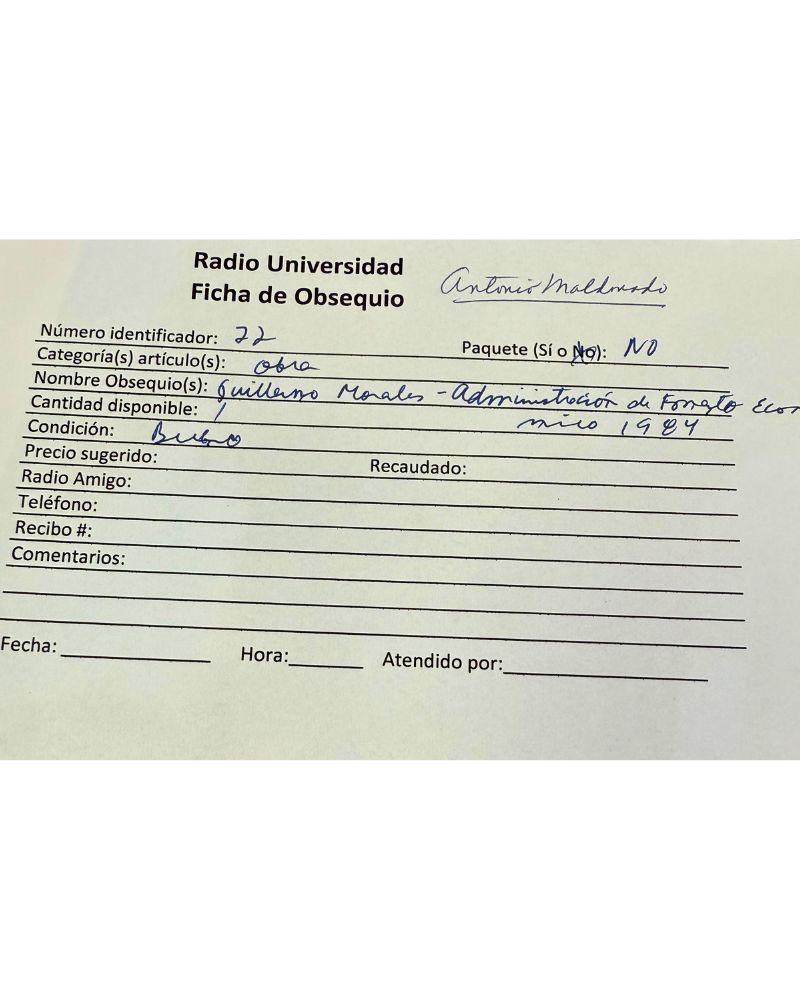 Radio Universidad
Ficha de Obsequio
Antonio Maldonado
Número identificador: 22
Paquete (Sí o No): NO
Categoría(s) artículo(s): obra
Nombre Obsequio(s): Guillermo Morales - Administración de Fomento Econ
mico 1984
Cantidad disponible: 1
Condición: Bueno
Precio sugerido: Recaudado:
Radio Amigo:
Teléfono:
Recibo #:
Comentarios:
Fecha: Hora: Atendido por: